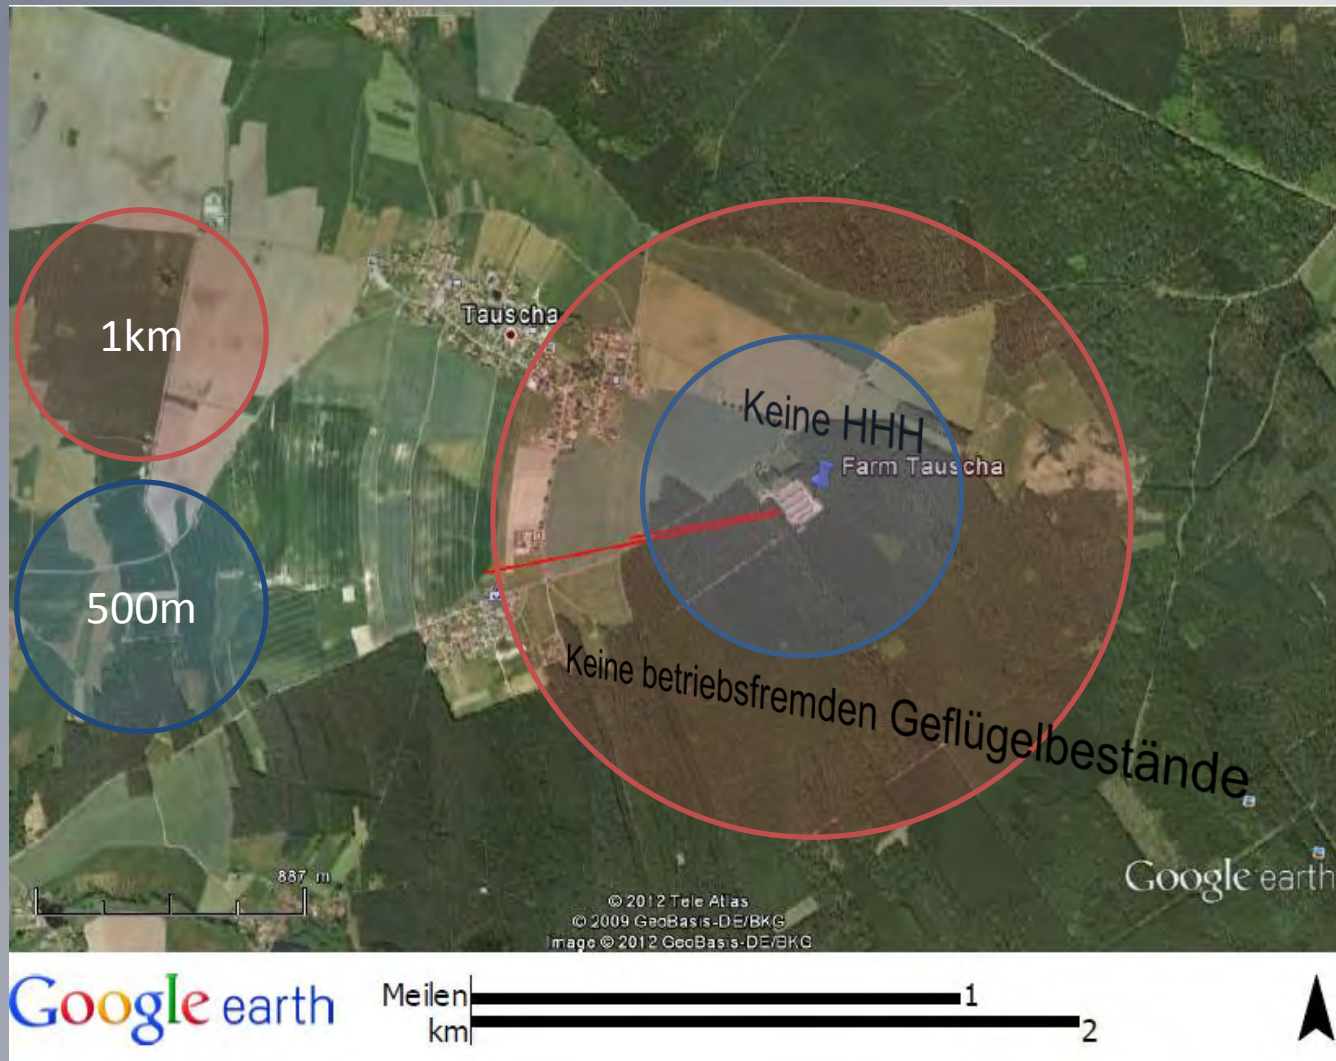 1km
Tauscha
Keine HHH
Farm Tauscha
500m
Keine betriebsfremden Geflügelbestände
Google earth
887 m
© 2012 Tele Atlas
© 2009 GeoBasis-DE/BKG
Image © 2012 GeoBasis-DE/BKG
Google earth
Meilen 1
km 2